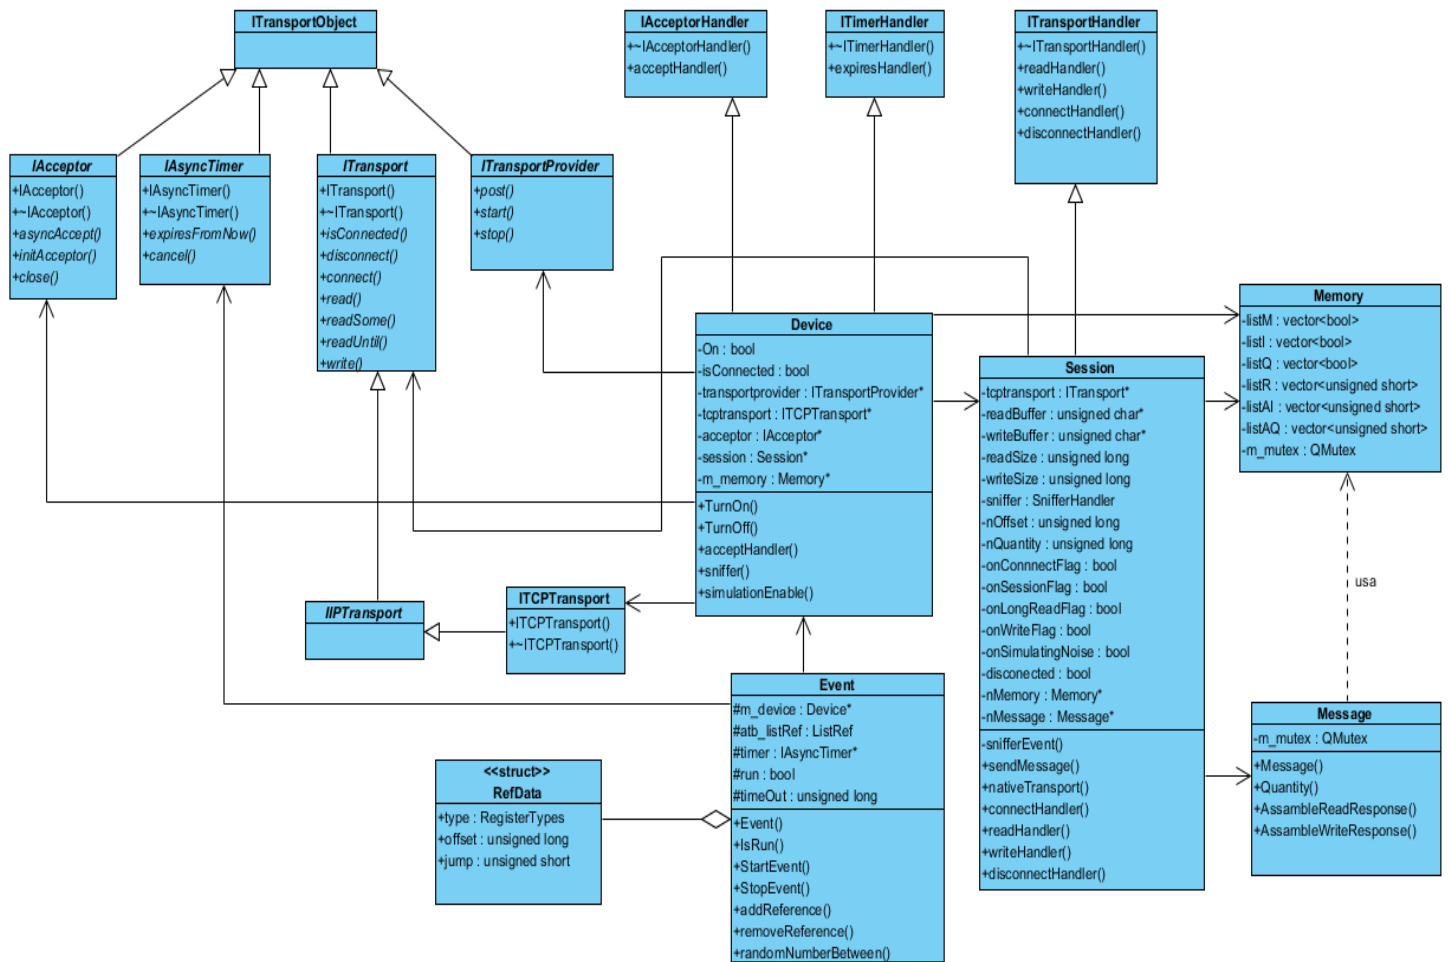 ITransportObject
IAcceptorHandler
+~IAcceptorHandler()
+acceptHandler()
ITimerHandler
+~ITimerHandler()
+expiresHandler()
ITransportHandler
+~ITransportHandler()
+readHandler()
+writeHandler()
+connectHandler()
+disconnectHandler()
IAcceptor
+IAcceptor()
+~IAcceptor()
+asyncAccept()
+initAcceptor()
+close()
IAsyncTimer
+IAsyncTimer()
+~IAsyncTimer()
+expiresFromNow()
+cancel()
ITransport
+ITransport()
+~ITransport()
+isConnected()
+disconnect()
+connect()
+read()
+readSome()
+readUntil()
+write()
ITransportProvider
+post()
+start()
+stop()
Device
-On : bool
-isConnected : bool
-transportprovider : ITransportProvider*
-tcptransport : ITCPTransport*
-acceptor : IAcceptor*
-session : Session*
-m_memory : Memory*
+TurnOn()
+TurnOff()
+acceptHandler()
+sniffer()
+simulationEnable()
Session
-tcptransport : ITransport*
-readBuffer : unsigned char*
-writeBuffer : unsigned char*
-readSize : unsigned long
-writeSize : unsigned long
-sniffer : SnifferHandler
-nOffset : unsigned long
-nQuantity : unsigned long
-onConnnectFlag : bool
-onSessionFlag : bool
-onLongReadFlag : bool
-onWriteFlag : bool
-onSimulatingNoise : bool
-disconected : bool
-nMemory : Memory*
-nMessage : Message*
-snifferEvent()
+sendMessage()
+nativeTransport()
+connectHandler()
+readHandler()
+writeHandler()
+disconnectHandler()
Memory
-listM : vector<bool>
-listI : vector<bool>
-listQ : vector<bool>
-listR : vector<unsigned short>
-listAI : vector<unsigned short>
-listAQ : vector<unsigned short>
-m_mutex : QMutex
usa
IIPTransport
ITCPTransport
+ITCPTransport()
+~ITCPTransport()
Event
#m_device : Device*
#atb_listRef : ListRef
#timer : IAsyncTimer*
#run : bool
#timeOut : unsigned long
+Event()
+IsRun()
+StartEvent()
+StopEvent()
+addReference()
+removeReference()
+randomNumberBetween()
<<struct>>
RefData
+type : RegisterTypes
+offset : unsigned long
+jump : unsigned short
Message
-m_mutex : QMutex
+Message()
+Quantity()
+AssambleReadResponse()
+AssambleWriteResponse()